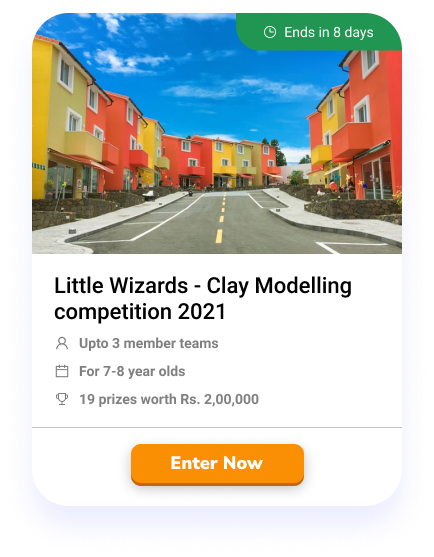 Ends in 8 days
Little Wizards - Clay Modelling
competition 2021
Upto 3 member teams
For 7-8 year olds
19 prizes worth Rs. 2,00,000
Enter Now